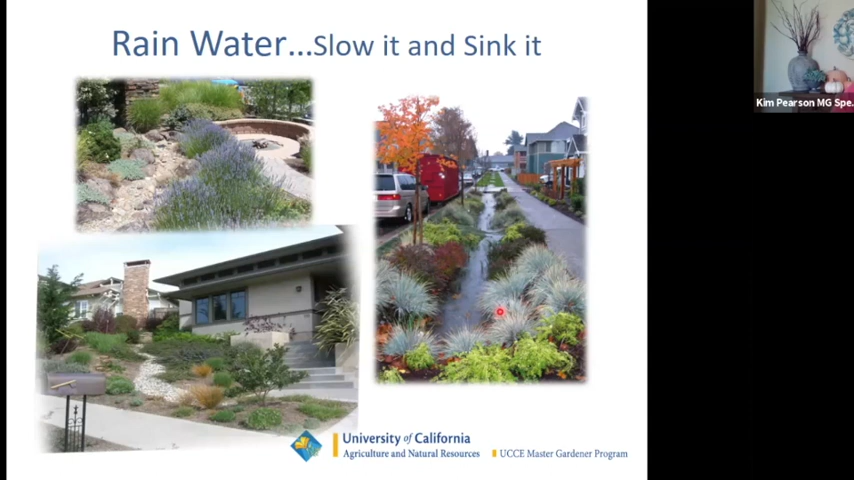 Rain Water...Slow it and Sink it
Kim Pearson MG Spe...
University of California
Agriculture and Natural Resources
UCCE Master Gardener Program